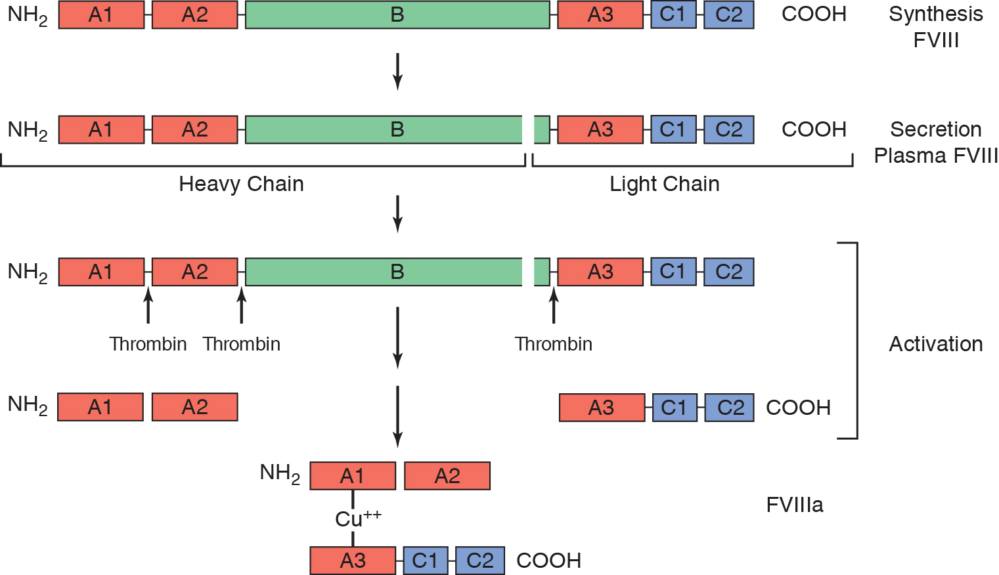 NH2 A1 A2 B A3 C1 C2 COOH Synthesis
FVIII
NH2 A1 A2 B A3 C1 C2 COOH Secretion
Plasma FVIII
Heavy Chain Light Chain
NH2 A1 A2 B A3 C1 C2
Thrombin Thrombin Thrombin Activation
NH2 A1 A2 A3 C1 C2 COOH
NH2 A1 A2
FVIIIa
Cu++
A3 C1 C2 COOH